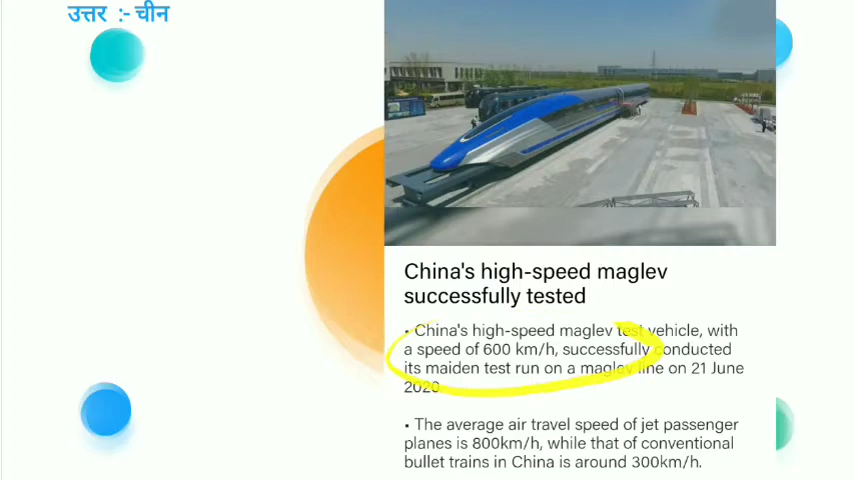 उत्तर :- चीन
China's high-speed maglev
successfully tested
• China's high-speed maglev test vehicle, with
a speed of 600 km/h, successfully conducted
its maiden test run on a maglev line on 21 June
2020
• The average air travel speed of jet passenger
planes is 800km/h, while that of conventional
bullet trains in China is around 300km/h.